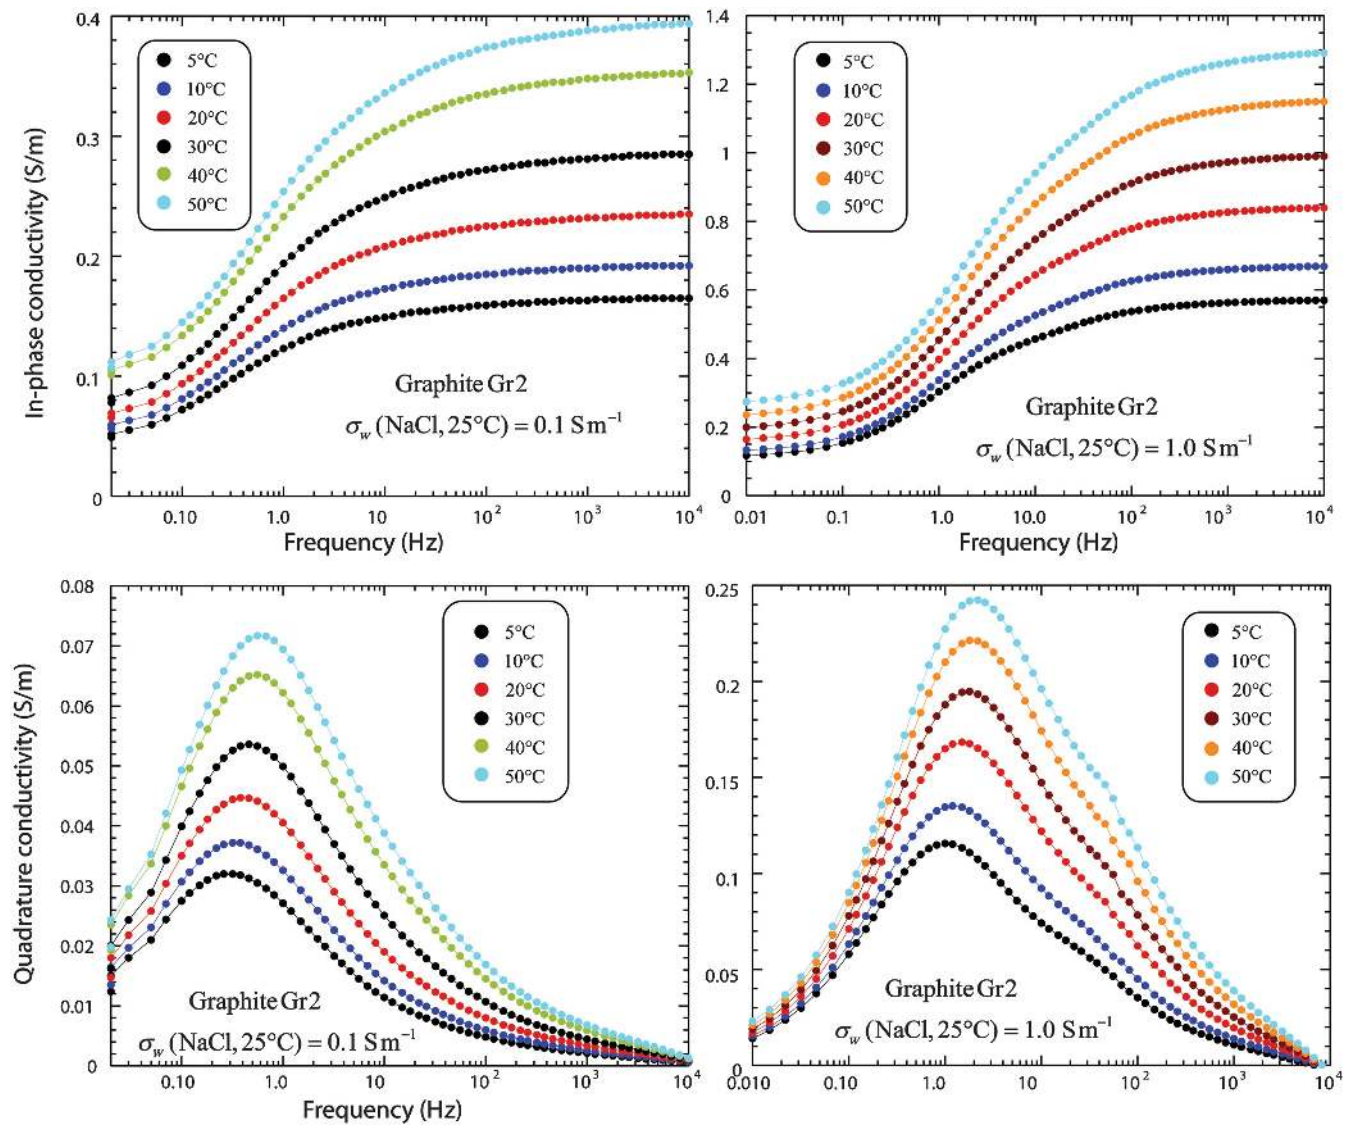 In-phase conductivity (S/m)
0.4
0.3
0.2
0.1
0
5°C
10°C
20°C
30°C
40°C
50°C
Graphite Gr2
σw (NaCl, 25°C) = 0.1 Sm⁻¹
0.10 1.0 10 10² 10³ 10⁴
Frequency (Hz)
1.4
1.2
1
0.8
0.6
0.4
0.2
0
5°C
10°C
20°C
30°C
40°C
50°C
Graphite Gr2
σw (NaCl, 25°C) = 1.0 Sm⁻¹
0.01 0.1 1.0 10.0 10² 10³ 10⁴
Frequency (Hz)
Quadrature conductivity (S/m)
0.08
0.07
0.06
0.05
0.04
0.03
0.02
0.01
0
5°C
10°C
20°C
30°C
40°C
50°C
Graphite Gr2
σw (NaCl, 25°C) = 0.1 Sm⁻¹
0.10 1.0 10 10² 10³ 10⁴
Frequency (Hz)
0.25
0.2
0.15
0.1
0.05
0
5°C
10°C
20°C
30°C
40°C
50°C
Graphite Gr2
σw (NaCl, 25°C) = 1.0 Sm⁻¹
0.010 0.10 1.0 10 10² 10³ 10⁴